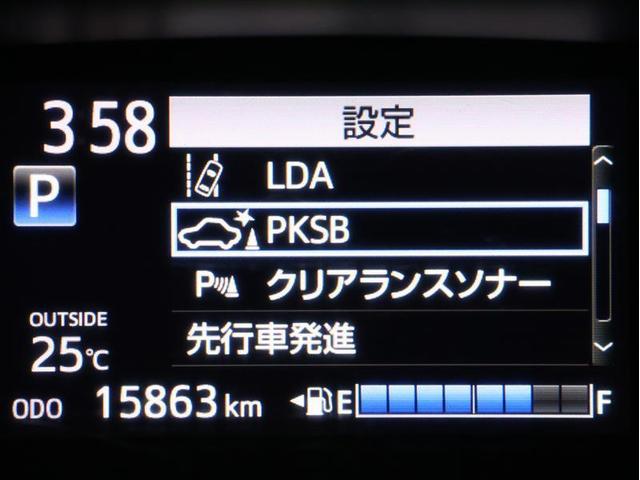 3 58
設定
P
LDA
PKSB
P クリアランスソナー
先行車発進
OUTSIDE
25℃
ODO 15863 km
E F